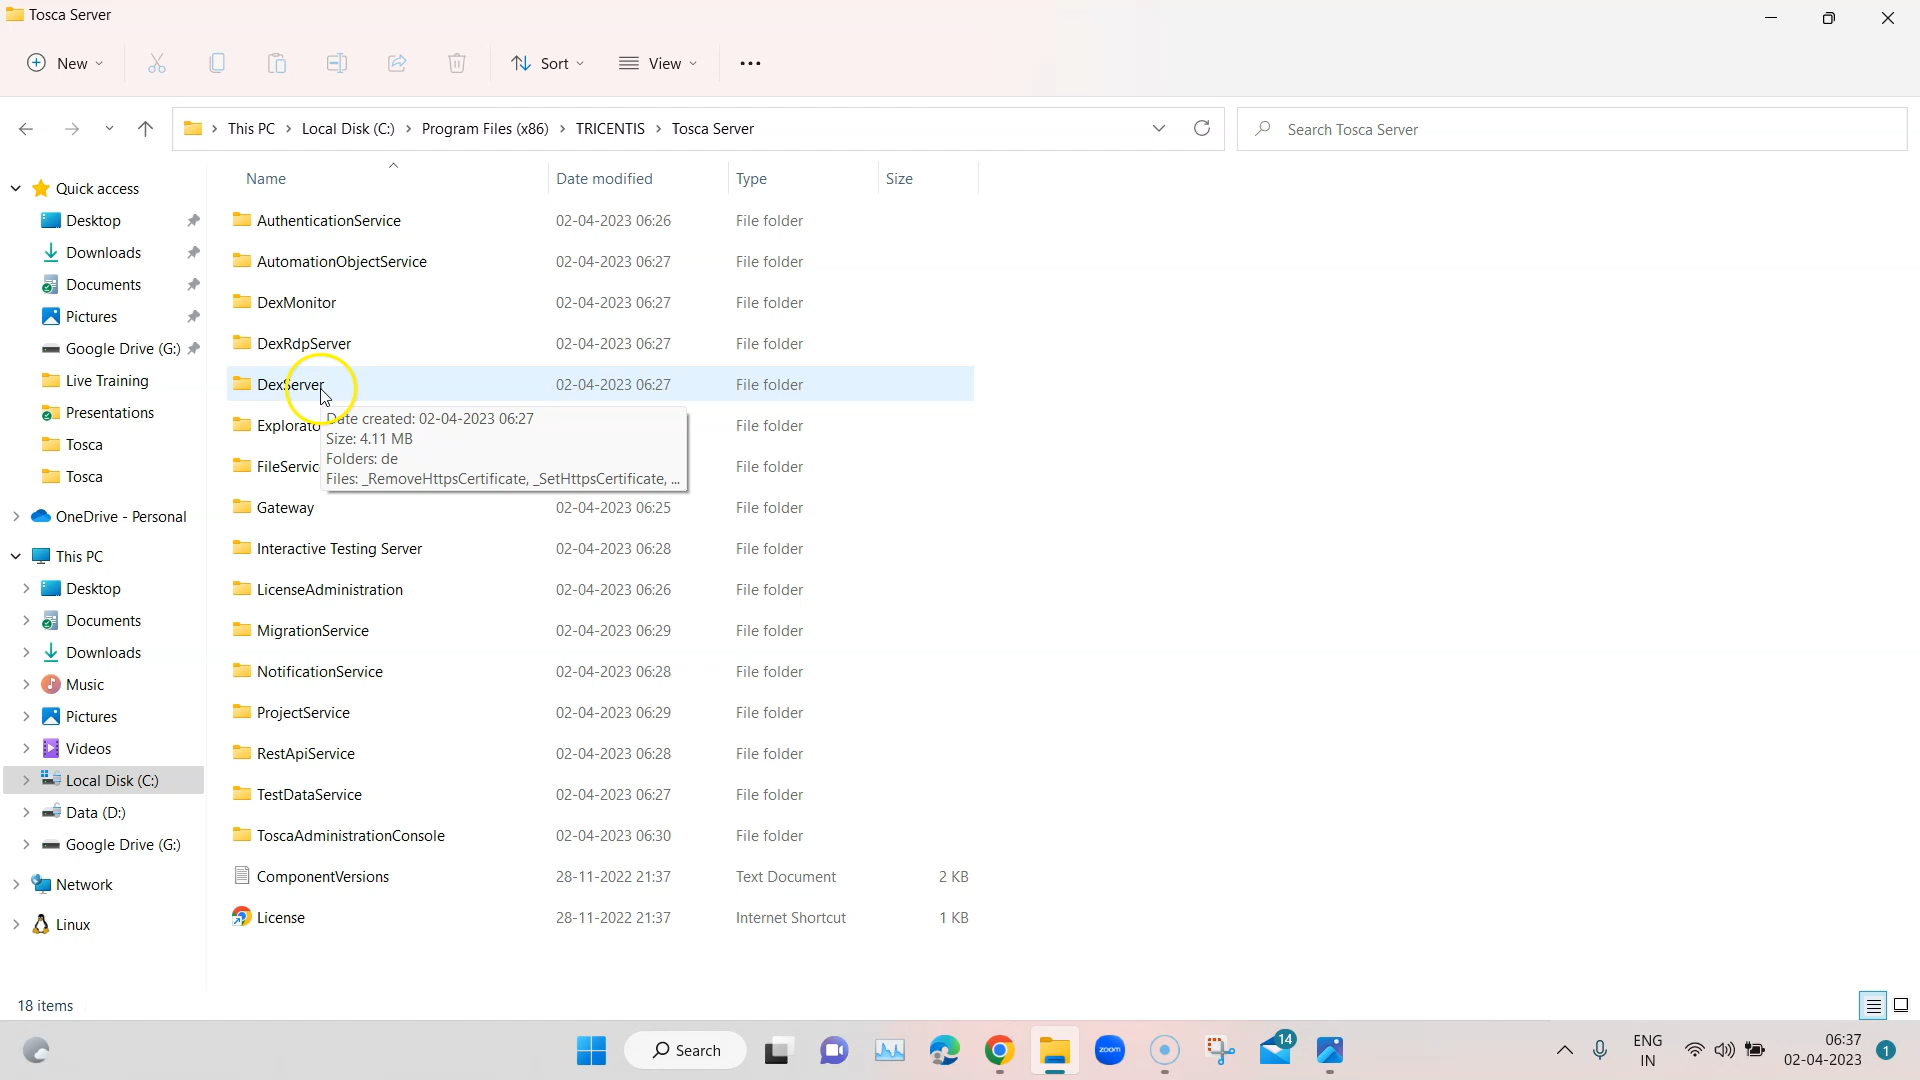 Tosca Server
New
Sort
View
This PC > Local Disk (C:) > Program Files (x86) > TRICENTIS > Tosca Server
Search Tosca Server
Quick access
Desktop
Downloads
Documents
Pictures
Google Drive (G:)
Live Training
Presentations
Tosca
Tosca
OneDrive - Personal
This PC
Desktop
Documents
Downloads
Music
Pictures
Videos
Local Disk (C:)
Data (D:)
Google Drive (G:)
Network
Linux
Name Date modified Type Size
AuthenticationService 02-04-2023 06:26 File folder
AutomationObjectService 02-04-2023 06:27 File folder
DexMonitor 02-04-2023 06:27 File folder
DexRdpServer 02-04-2023 06:27 File folder
DexServer 02-04-2023 06:27 File folder
Date created: 02-04-2023 06:27
Size: 4.11 MB
Folders: de
Files: _RemoveHttpsCertificate, _SetHttpsCertificate, ...
Explorato File folder
FileServic File folder
Gateway 02-04-2023 06:25 File folder
Interactive Testing Server 02-04-2023 06:28 File folder
LicenseAdministration 02-04-2023 06:26 File folder
MigrationService 02-04-2023 06:29 File folder
NotificationService 02-04-2023 06:28 File folder
ProjectService 02-04-2023 06:29 File folder
RestApiService 02-04-2023 06:28 File folder
TestDataService 02-04-2023 06:27 File folder
ToscaAdministrationConsole 02-04-2023 06:30 File folder
ComponentVersions 28-11-2022 21:37 Text Document 2 KB
License 28-11-2022 21:37 Internet Shortcut 1 KB
18 items
Search
zoom
14
ENG
IN
06:37
02-04-2023
1